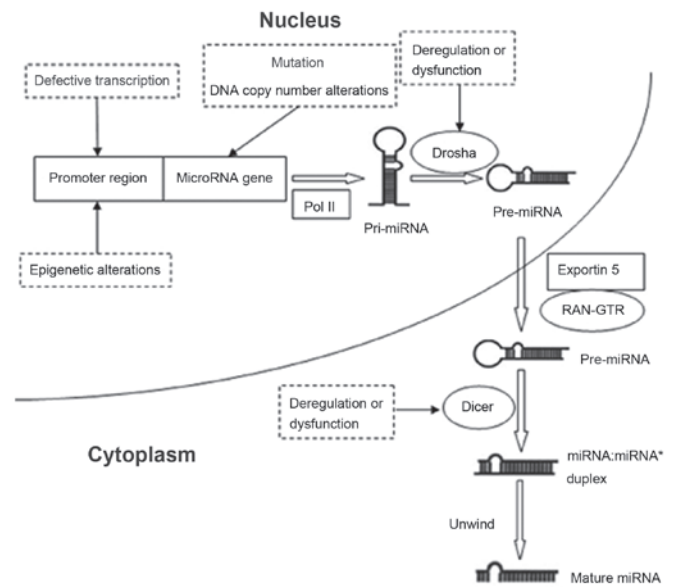 Nucleus
Defective transcription
Mutation
DNA copy number alterations
Deregulation or
dysfunction
Promoter region
MicroRNA gene
Pol II
Pri-miRNA
Drosha
Pre-miRNA
Epigenetic alterations
Exportin 5
RAN-GTR
Pre-miRNA
Deregulation or
dysfunction
Dicer
Cytoplasm
miRNA:miRNA*
duplex
Unwind
Mature miRNA